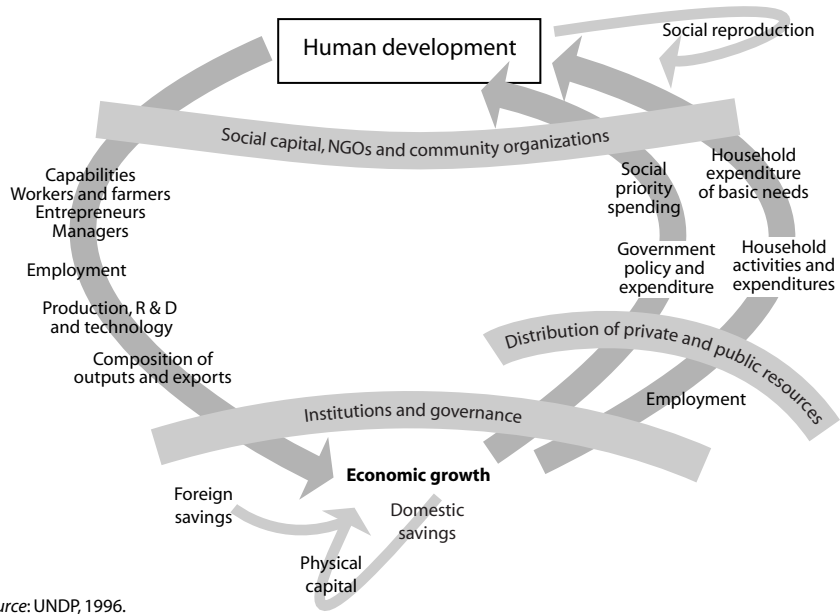 Human development
Social reproduction
Social capital, NGOs and community organizations
Capabilities
Workers and farmers
Entrepreneurs
Managers
Employment
Production, R & D
and technology
Composition of
outputs and exports
Social
priority
spending
Household
expenditure
of basic needs
Government
policy and
expenditure
Household
activities and
expenditures
Distribution of private and public resources
Employment
Institutions and governance
Economic growth
Foreign
savings
Domestic
savings
Physical
capital
urce: UNDP, 1996.